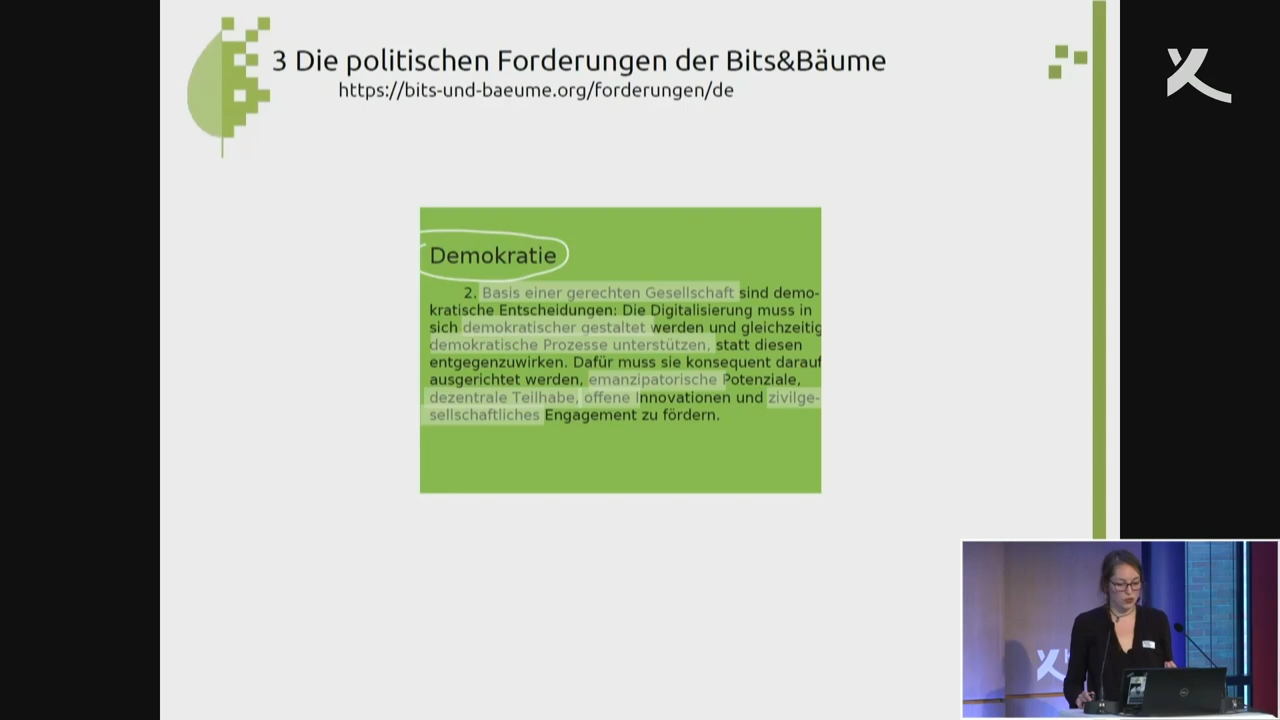 3 Die politischen Forderungen der Bits&Bäume
https://bits-und-baeume.org/forderungen/de
Demokratie
2. Basis einer gerechten Gesellschaft sind demo-
kratische Entscheidungen: Die Digitalisierung muss in
sich demokratischer gestaltet werden und gleichzeitig
demokratische Prozesse unterstützen, statt diesen
entgegenzuwirken. Dafür muss sie konsequent darauf
ausgerichtet werden, emanzipatorische Potenziale,
dezentrale Teilhabe, offene Innovationen und zivilge-
sellschaftliches Engagement zu fördern.